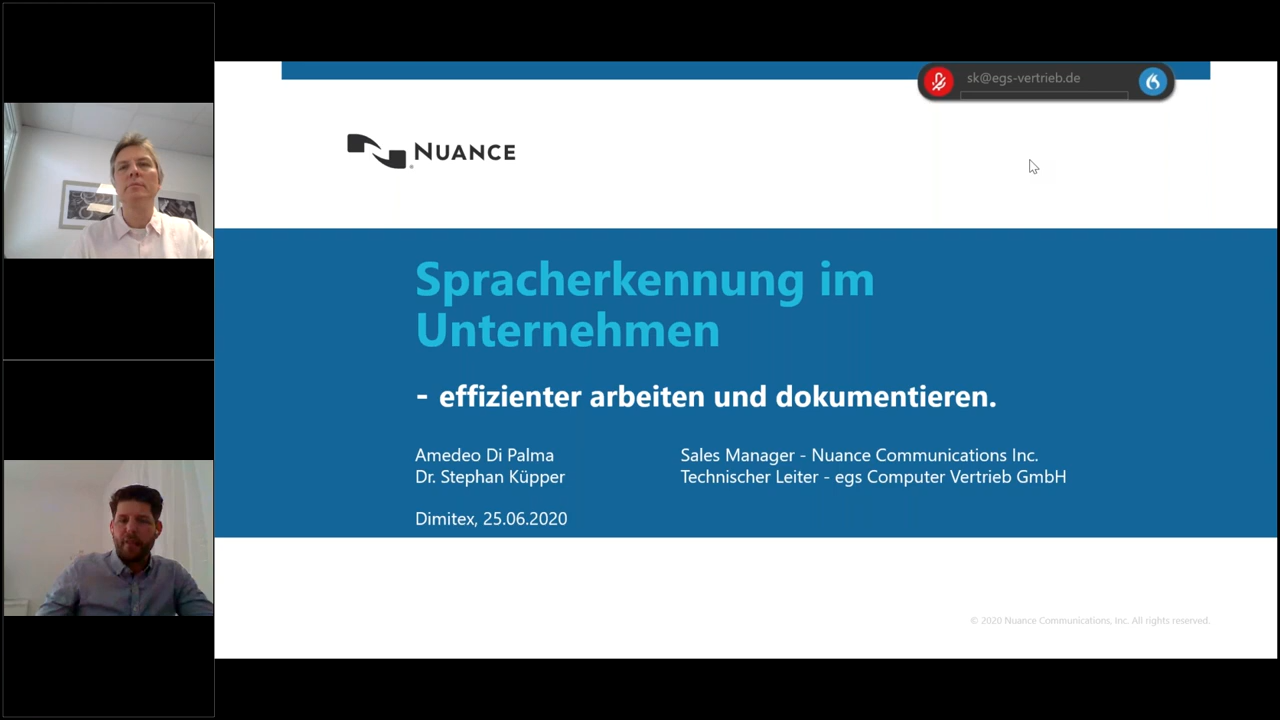 sk@egs-vertrieb.de
NUANCE
Spracherkennung im
Unternehmen
- effizienter arbeiten und dokumentieren.
Amedeo Di Palma Sales Manager - Nuance Communications Inc.
Dr. Stephan Küpper Technischer Leiter - egs Computer Vertrieb GmbH
Dimitex, 25.06.2020
© 2020 Nuance Communications, Inc. All rights reserved.